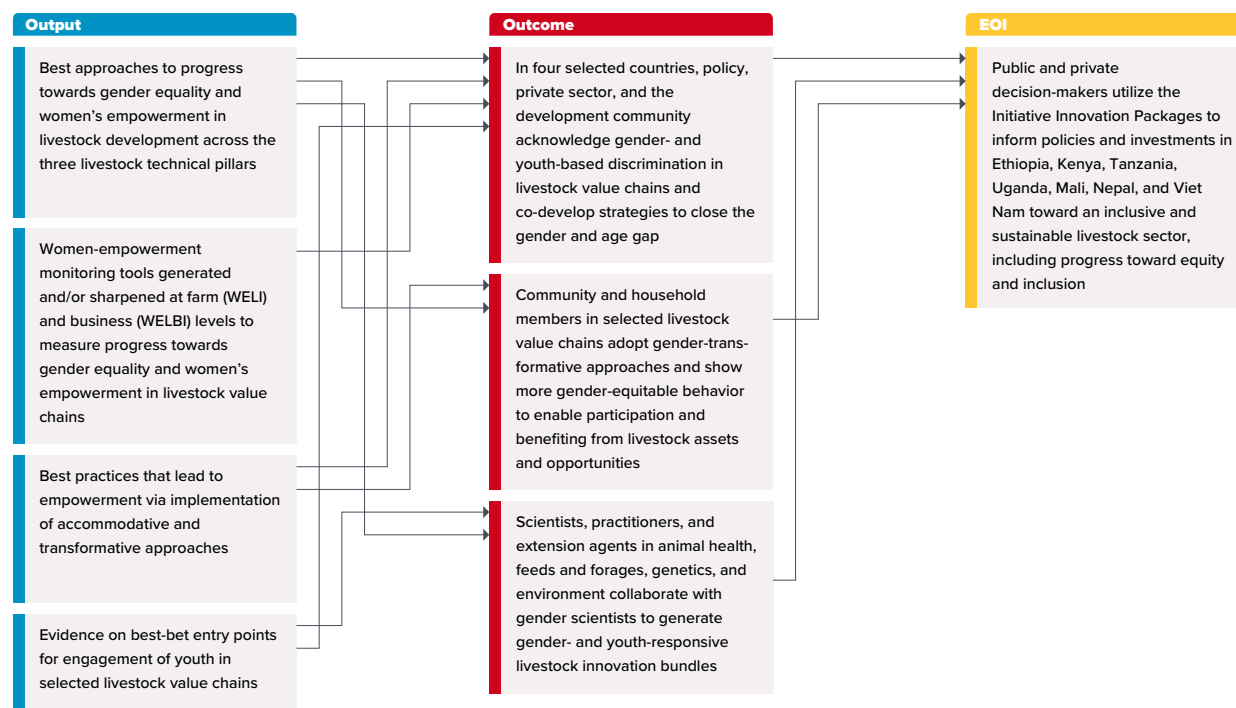 Output
Best approaches to progress
towards gender equality and
women's empowerment in
livestock development across the
three livestock technical pillars
Women-empowerment
monitoring tools generated
and/or sharpened at farm (WELI)
and business (WELBI) levels to
measure progress towards
gender equality and women's
empowerment in livestock value
chains
Best practices that lead to
empowerment via implementation
of accommodative and
transformative approaches
Evidence on best-bet entry points
for engagement of youth in
selected livestock value chains
Outcome
In four selected countries, policy,
private sector, and the
development community
acknowledge gender- and
youth-based discrimination in
livestock value chains and
co-develop strategies to close the
gender and age gap
Community and household
members in selected livestock
value chains adopt gender-trans-
formative approaches and show
more gender-equitable behavior
to enable participation and
benefiting from livestock assets
and opportunities
Scientists, practitioners, and
extension agents in animal health,
feeds and forages, genetics, and
environment collaborate with
gender scientists to generate
gender- and youth-responsive
livestock innovation bundles
EOI
Public and private
decision-makers utilize the
Initiative Innovation Packages to
inform policies and investments in
Ethiopia, Kenya, Tanzania,
Uganda, Mali, Nepal, and Viet
Nam toward an inclusive and
sustainable livestock sector,
including progress toward equity
and inclusion